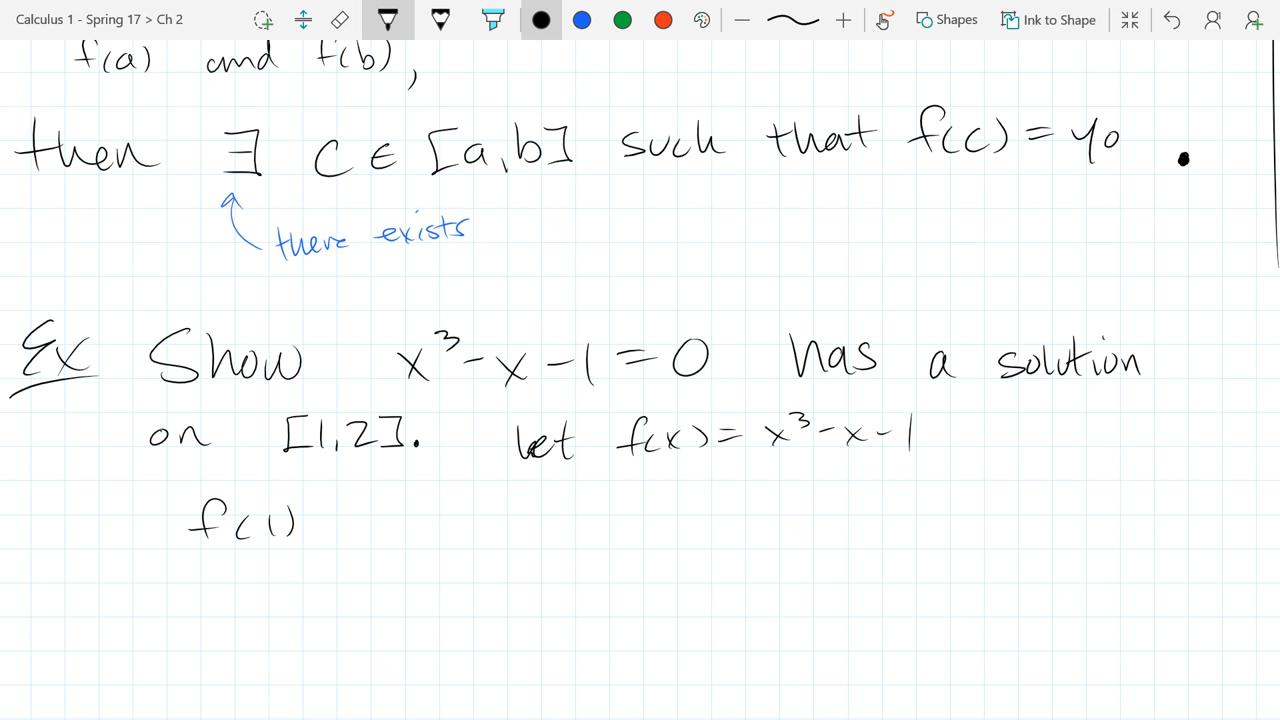 Calculus 1 - Spring 17 > Ch 2
Shapes
Ink to Shape
f(a) and f(b),
then ∃ c ∈ [a,b] such that f(c) = y0 .
there exists
Ex Show x³-x-1=0 has a solution
on [1,2]. Let f(x) = x³-x-1
f(1)